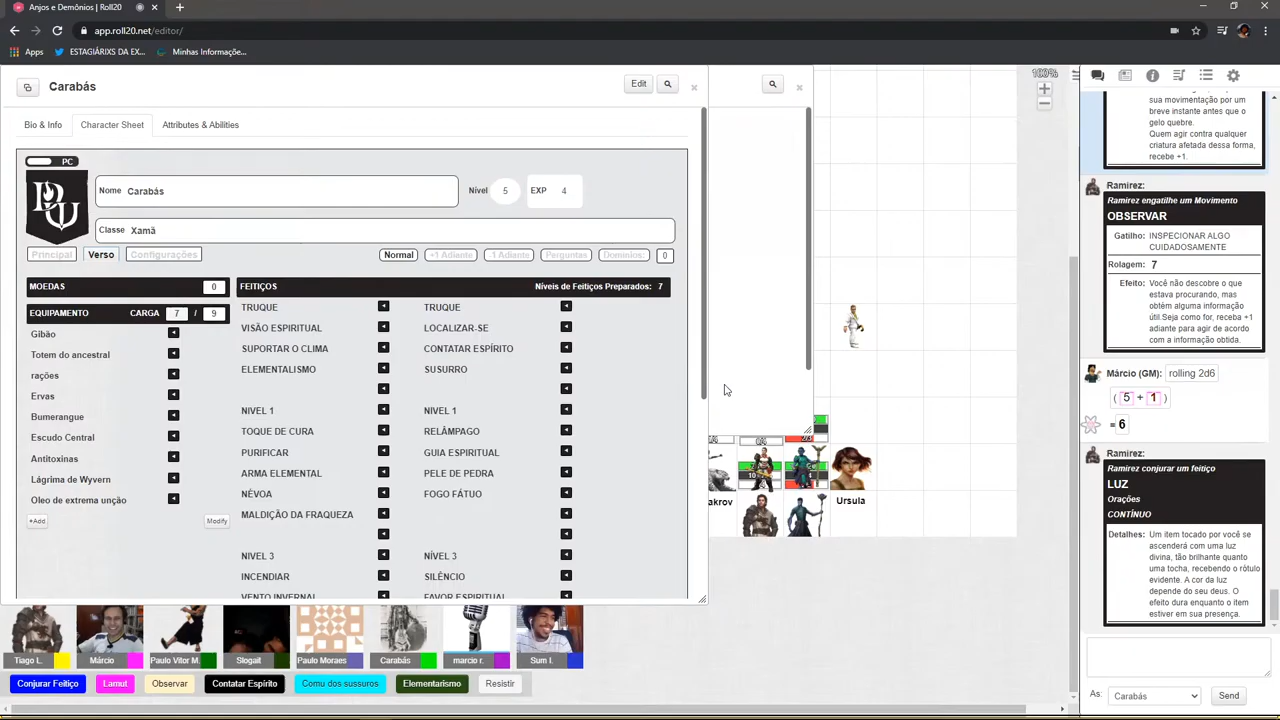 Anjos e Demônios | Roll20
app.roll20.net/editor/
Apps
ESTAGIÁRIXS DA EX...
Minhas Informaçõe...
Carabás
Edit
Bio & Info
Character Sheet
Attributes & Abilities
PC
Nome Carabás
Nível 5 EXP 4
Classe Xamã
Principal
Verso
Configurações
Normal
+1 Adiante
-1 Adiante
Perguntas
Domínios:
0
MOEDAS 0
EQUIPAMENTO CARGA 7 / 9
Gibão
Totem do ancestral
rações
Ervas
Bumerangue
Escudo Central
Antitoxinas
Lágrima de Wyvern
Oleo de extrema unção
+Add
Modify
FEITIÇOS Níveis de Feitiços Preparados: 7
TRUQUE TRUQUE
VISÃO ESPIRITUAL LOCALIZAR-SE
SUPORTAR O CLIMA CONTATAR ESPÍRITO
ELEMENTALISMO SUSURRO
NIVEL 1 NIVEL 1
TOQUE DE CURA RELÂMPAGO
PURIFICAR GUIA ESPIRITUAL
ARMA ELEMENTAL PELE DE PEDRA
NÉVOA FOGO FÁTUO
MALDIÇÃO DA FRAQUEZA
NIVEL 3 NÍVEL 3
INCENDIAR SILÊNCIO
VENTO INVERNAL FAVOR ESPIRITUAL
100%
akrov
Ursula
Tiago L.
Márcio
Paulo Vitor M.
Slogait
Paulo Moraes
Carabás
marcio r.
Sum I.
Conjurar Feitiço
Lamut
Observar
Contatar Espírito
Comu dos sussuros
Elementarismo
Resistir
sua movimentação por um
breve instante antes que o
gelo quebre.
Quem agir contra qualquer
criatura afetada dessa forma,
recebe +1.
Ramirez:
Ramirez engatilhe um Movimento
OBSERVAR
Gatilho: INSPECIONAR ALGO
CUIDADOSAMENTE
Rolagem: 7
Efeito: Você não descobre o que
estava procurando, mas
obtém alguma informação
útil.Seja como for, receba +1
adiante para agir de acordo
com a informação obtida.
Márcio (GM): rolling 2d6
( 5 + 1 )
= 6
Ramirez:
Ramirez conjurar um feitiço
LUZ
Orações
CONTÍNUO
Detalhes: Um item tocado por você se
ascenderá com uma luz
divina, tão brilhante quanto
uma tocha, recebendo o rótulo
evidente. A cor da luz
depende do seu deus. O
efeito dura enquanto o item
estiver em sua presença.
As: Carabás
Send